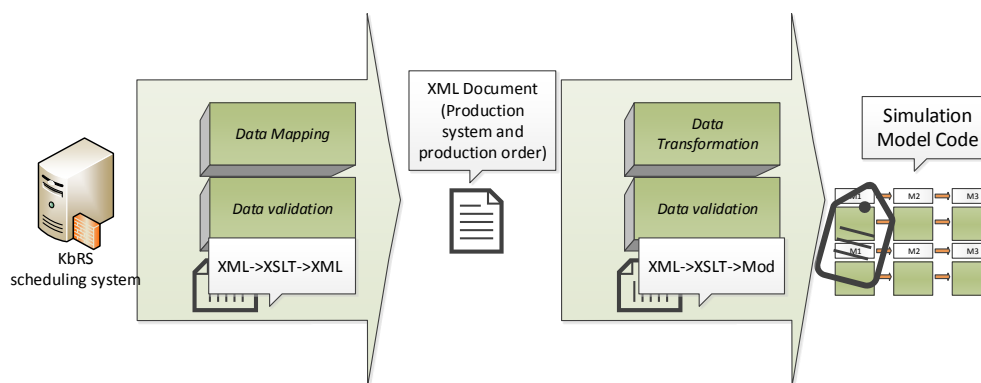 KbRS
scheduling system
Data Mapping
Data validation
XML->XSLT->XML
XML Document
(Production
system and
production order)
Data
Transformation
Data validation
XML->XSLT->Mod
Simulation
Model Code
M1 M2 M3
M1 M2 M3